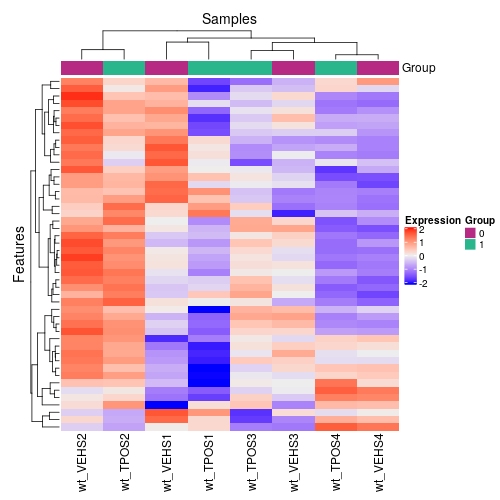 Samples
Group
Features
Expression
2
1
0
-1
-2
Group
0
1
wt_VEHS2
wt_TPOS2
wt_VEHS1
wt_TPOS1
wt_TPOS3
wt_VEHS3
wt_TPOS4
wt_VEHS4